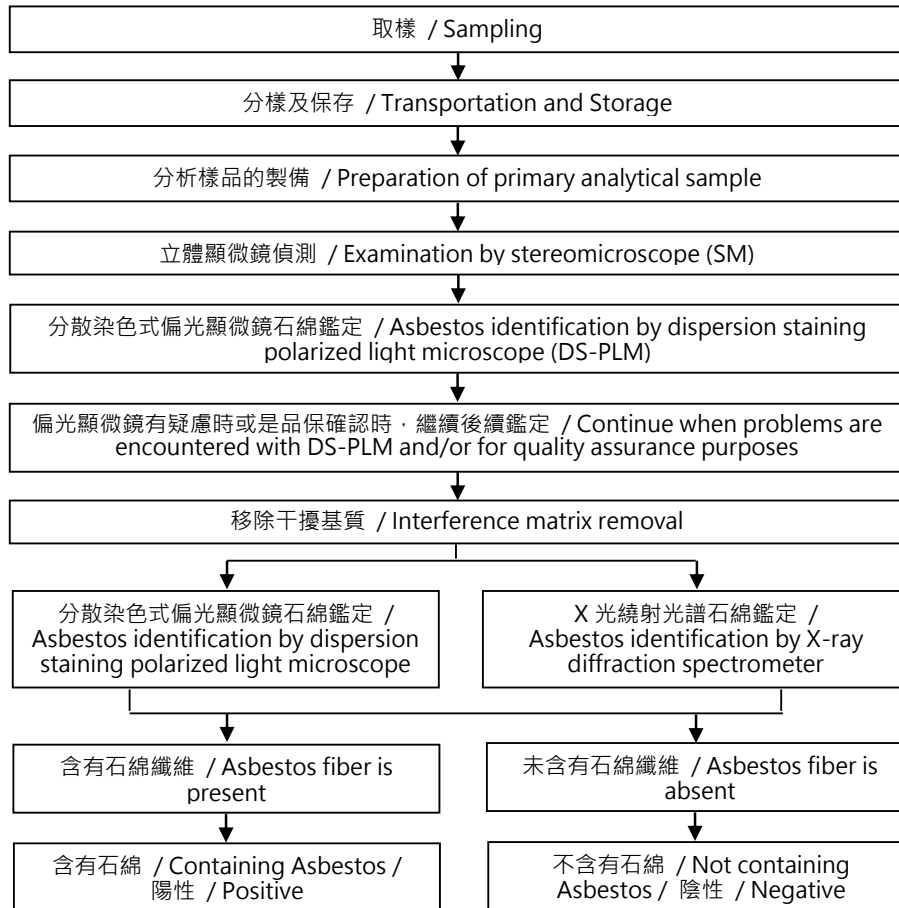 取樣 / Sampling
分樣及保存 / Transportation and Storage
分析樣品的製備 / Preparation of primary analytical sample
立體顯微鏡偵測 / Examination by stereomicroscope (SM)
分散染色式偏光顯微鏡石綿鑑定 / Asbestos identification by dispersion staining
polarized light microscope (DS-PLM)
偏光顯微鏡有疑慮時或是品保確認時，繼續後續鑑定 / Continue when problems are
encountered with DS-PLM and/or for quality assurance purposes
移除干擾基質 / Interference matrix removal
分散染色式偏光顯微鏡石綿鑑定 /
Asbestos identification by dispersion
staining polarized light microscope
X 光繞射光譜石綿鑑定 /
Asbestos identification by X-ray
diffraction spectrometer
含有石綿纖維 / Asbestos fiber is
present
未含有石綿纖維 / Asbestos fiber is
absent
含有石綿 / Containing Asbestos /
陽性 / Positive
不含有石綿 / Not containing
Asbestos / 陰性 / Negative